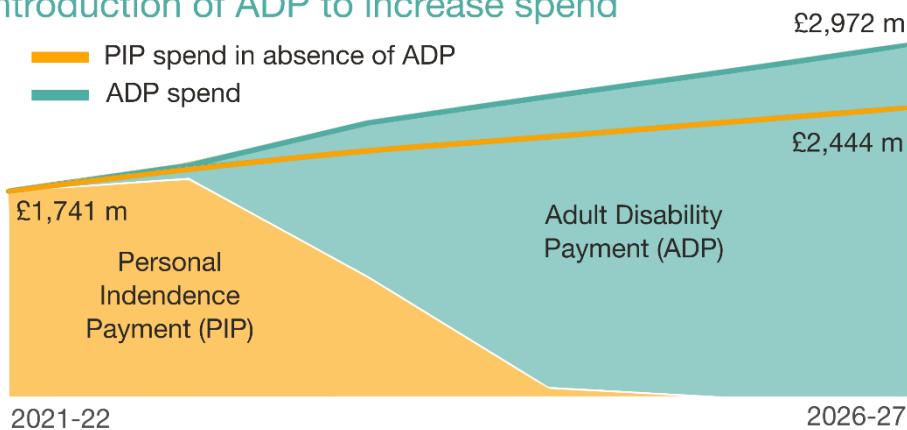 ntroduction of ADP to increase spend
£2,972 m
PIP spend in absence of ADP
ADP spend
£2,444 m
£1,741 m
Adult Disability
Payment (ADP)
Personal
Indendence
Payment (PIP)
2021-22
2026-27